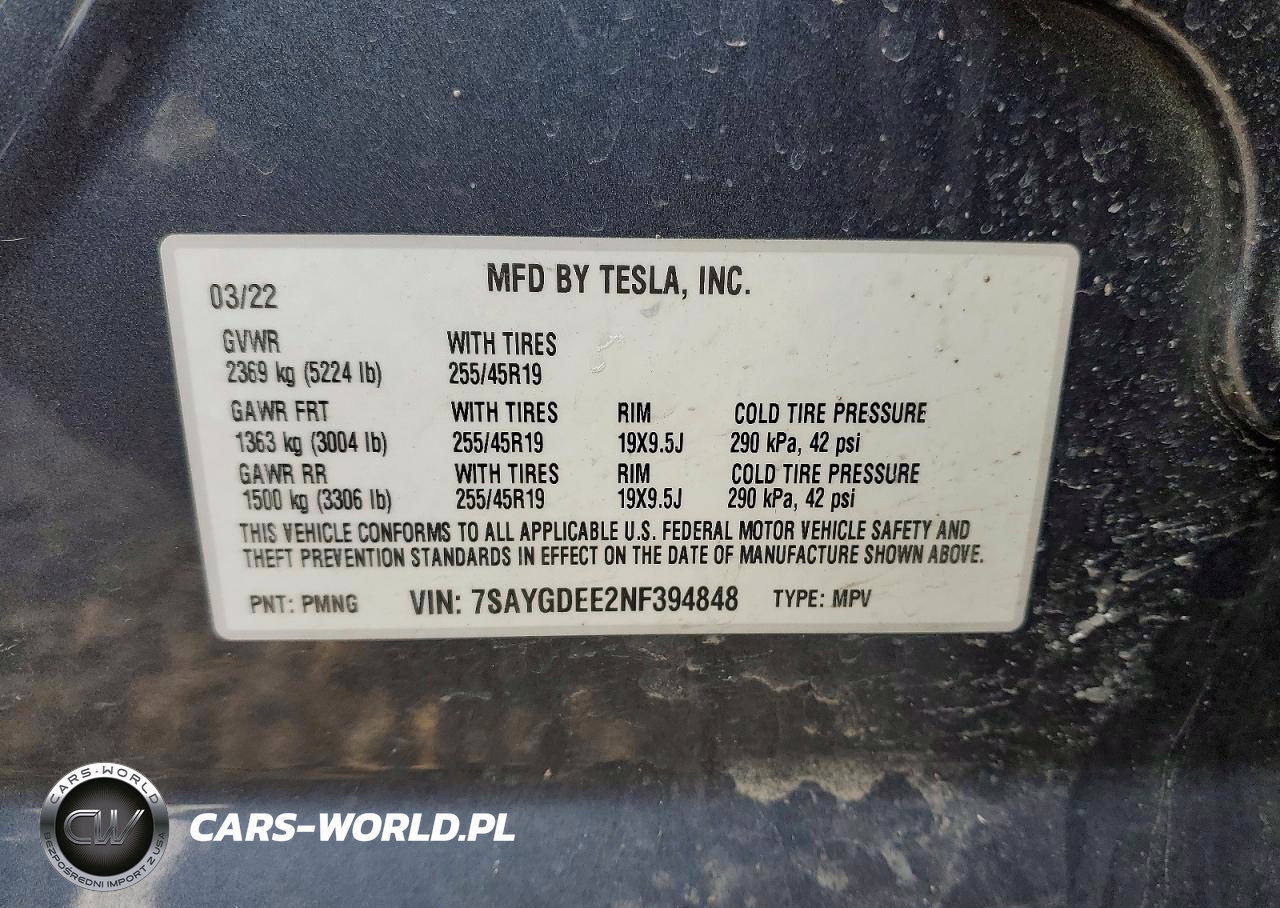 MFD BY TESLA, INC.
03/22
GVWR WITH TIRES
2369 kg (5224 lb) 255/45R19
GAWR FRT WITH TIRES RIM COLD TIRE PRESSURE
1363 kg (3004 lb) 255/45R19 19X9.5J 290 kPa, 42 psi
GAWR RR WITH TIRES RIM COLD TIRE PRESSURE
1500 kg (3306 lb) 255/45R19 19X9.5J 290 kPa, 42 psi
THIS VEHICLE CONFORMS TO ALL APPLICABLE U.S. FEDERAL MOTOR VEHICLE SAFETY AND
THEFT PREVENTION STANDARDS IN EFFECT ON THE DATE OF MANUFACTURE SHOWN ABOVE.
PNT: PMNG VIN: 7SAYGDEE2NF394848 TYPE: MPV
CARS-WORLD
CW
BEZPOŚREDNI IMPORT Z USA
CARS-WORLD.PL